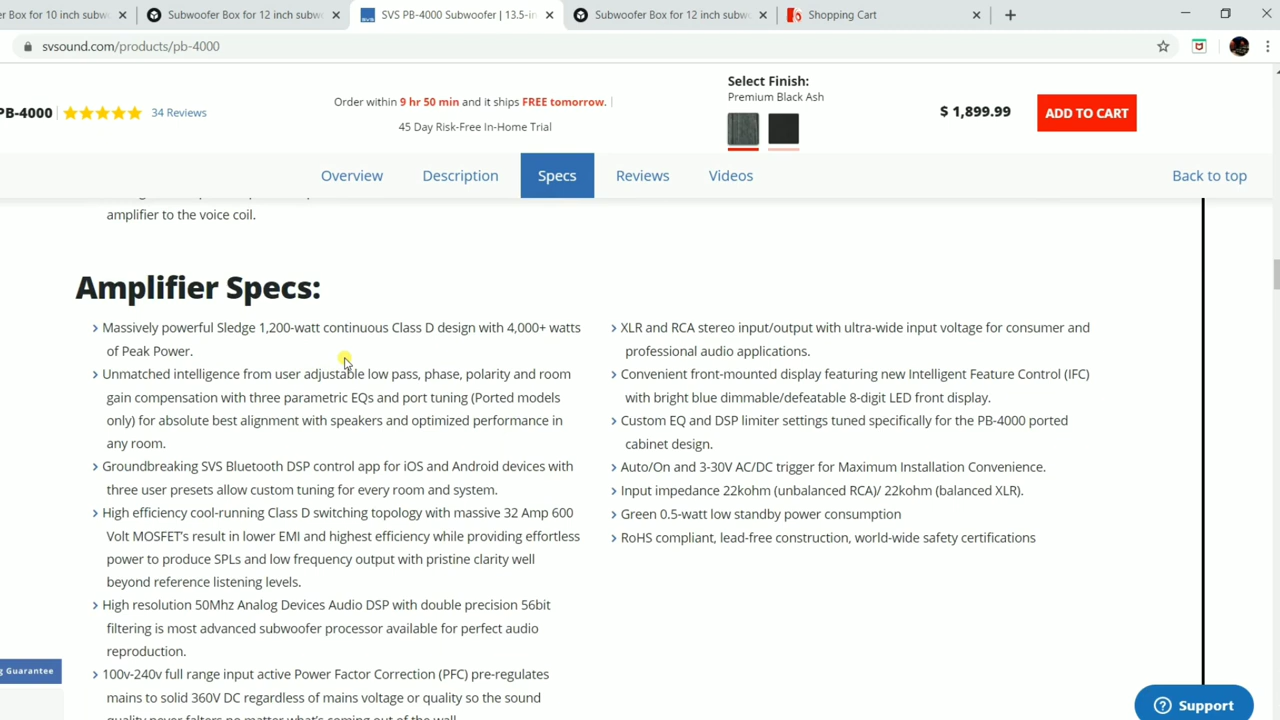 er Box for 10 inch subw
Subwoofer Box for 12 inch subw
SVS PB-4000 Subwoofer | 13.5-in
Subwoofer Box for 12 inch subw
Shopping Cart
svsound.com/products/pb-4000
PB-4000
34 Reviews
Order within 9 hr 50 min and it ships FREE tomorrow.
45 Day Risk-Free In-Home Trial
Select Finish:
Premium Black Ash
$ 1,899.99
ADD TO CART
Overview
Description
Specs
Reviews
Videos
Back to top
amplifier to the voice coil.
Amplifier Specs:
Massively powerful Sledge 1,200-watt continuous Class D design with 4,000+ watts
of Peak Power.
Unmatched intelligence from user adjustable low pass, phase, polarity and room
gain compensation with three parametric EQs and port tuning (Ported models
only) for absolute best alignment with speakers and optimized performance in
any room.
Groundbreaking SVS Bluetooth DSP control app for iOS and Android devices with
three user presets allow custom tuning for every room and system.
High efficiency cool-running Class D switching topology with massive 32 Amp 600
Volt MOSFET's result in lower EMI and highest efficiency while providing effortless
power to produce SPLs and low frequency output with pristine clarity well
beyond reference listening levels.
High resolution 50Mhz Analog Devices Audio DSP with double precision 56bit
filtering is most advanced subwoofer processor available for perfect audio
reproduction.
100v-240v full range input active Power Factor Correction (PFC) pre-regulates
mains to solid 360V DC regardless of mains voltage or quality so the sound
quality never falters no matter what's coming out of the wall.
XLR and RCA stereo input/output with ultra-wide input voltage for consumer and
professional audio applications.
Convenient front-mounted display featuring new Intelligent Feature Control (IFC)
with bright blue dimmable/defeatable 8-digit LED front display.
Custom EQ and DSP limiter settings tuned specifically for the PB-4000 ported
cabinet design.
Auto/On and 3-30V AC/DC trigger for Maximum Installation Convenience.
Input impedance 22kohm (unbalanced RCA)/ 22kohm (balanced XLR).
Green 0.5-watt low standby power consumption
RoHS compliant, lead-free construction, world-wide safety certifications
g Guarantee
Support